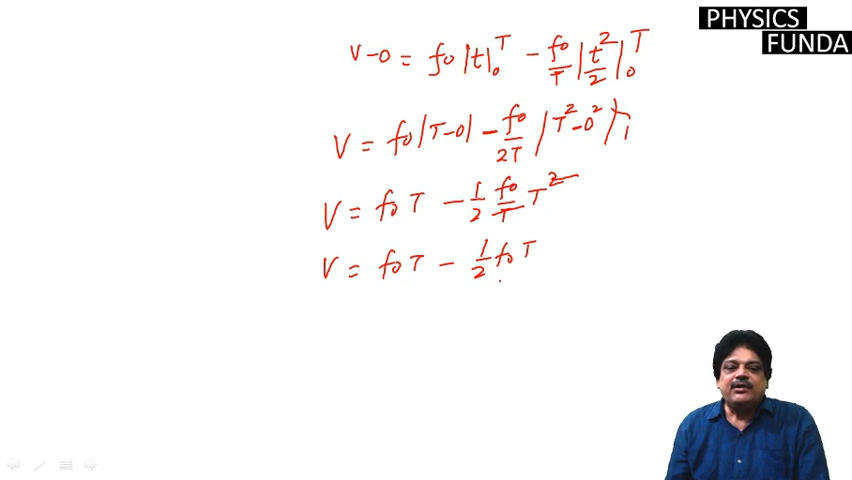 PHYSICS
FUNDA
V-0 = f0 |t|₀ᵀ - f0/T |t²/2|₀ᵀ
V = f0 |T-0| - f0/2T |T²-0²|
V = f0 T - 1/2 f0/T T²
V = f0 T - 1/2 f0 T